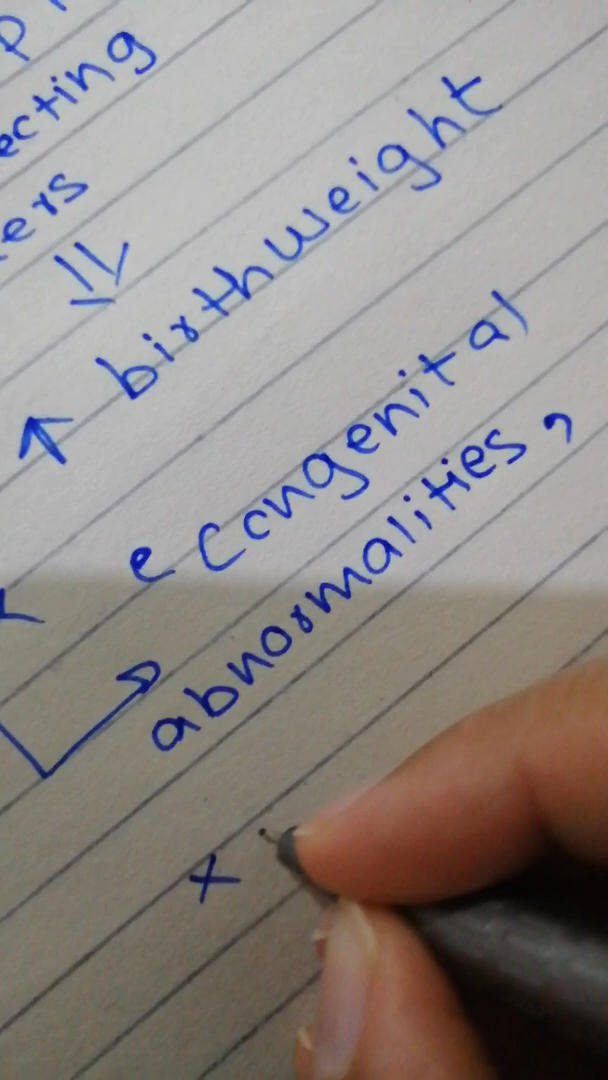 ecting
ers
↑ birthweight
c Congenital
abnormalities,
x